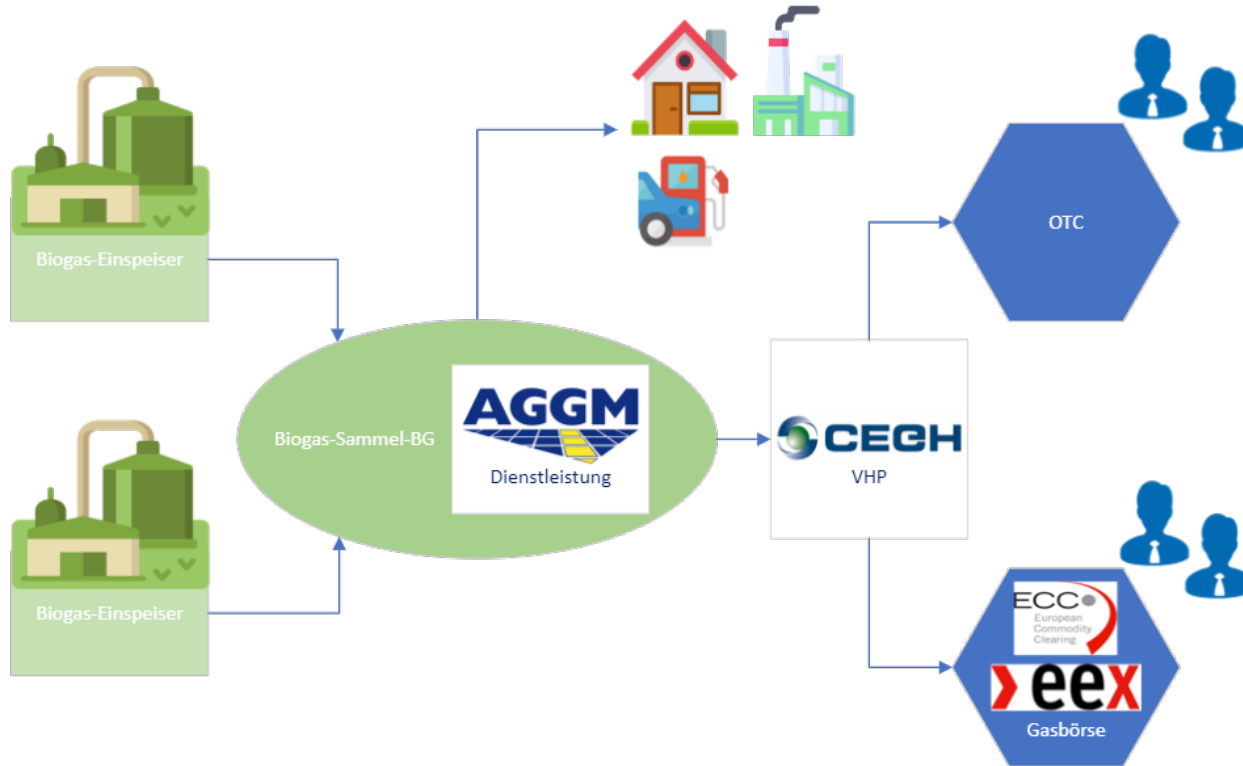 Biogas-Einspeiser
OTC
Biogas-Sammel-BG
AGGM
Dienstleistung
CEGH
VHP
Biogas-Einspeiser
ECC
European
Commodity
Clearing
eex
Gasbörse